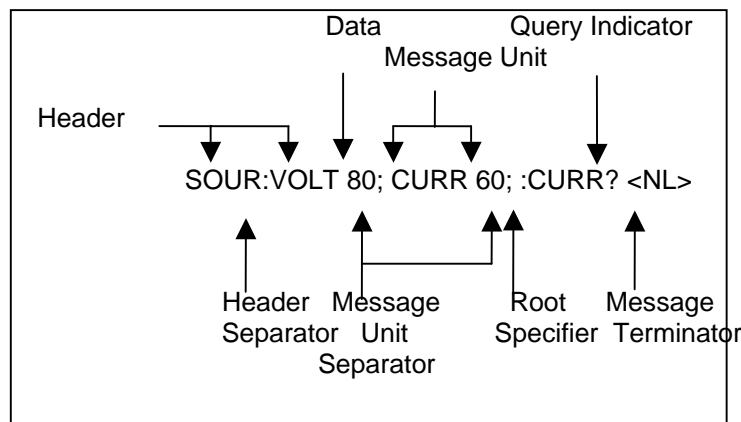 Data Query Indicator
Message Unit
Header
SOUR:VOLT 80; CURR 60; :CURR? <NL>
Header Message Root Message
Separator Unit Specifier Terminator
Separator